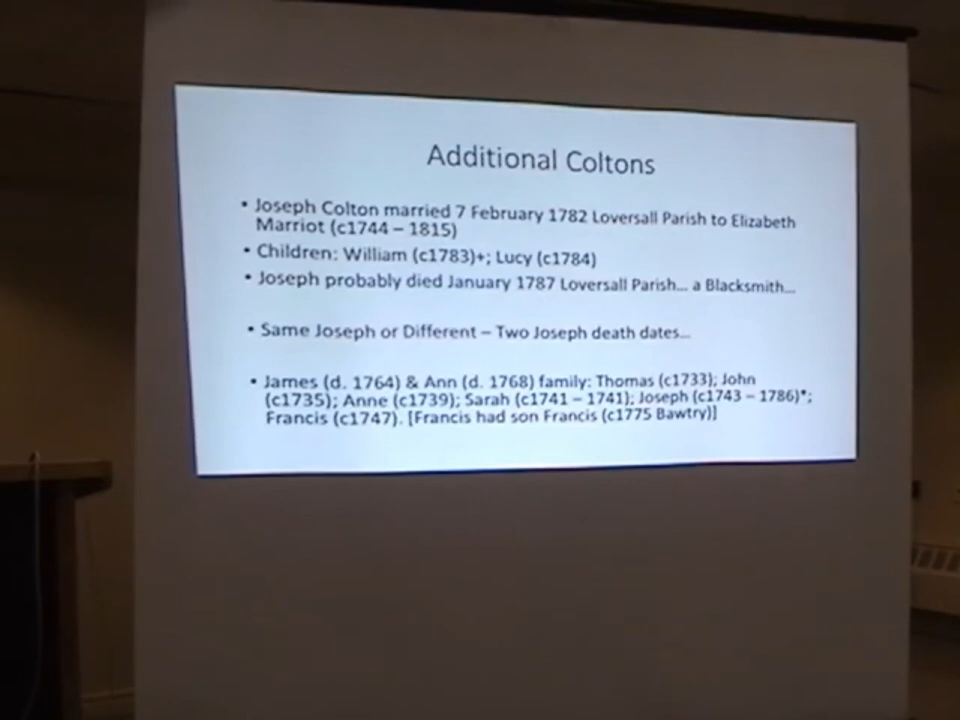 Additional Coltons
• Joseph Colton married 7 February 1782 Loversall Parish to Elizabeth
Marriot (c1744 – 1815)
• Children: William (c1783)+; Lucy (c1784)
• Joseph probably died January 1787 Loversall Parish... a Blacksmith...
• Same Joseph or Different – Two Joseph death dates...
• James (d. 1764) & Ann (d. 1768) family: Thomas (c1733); John
(c1735); Anne (c1739); Sarah (c1741 – 1741); Joseph (c1743 – 1786)*;
Francis (c1747). [Francis had son Francis (c1775 Bawtry)]